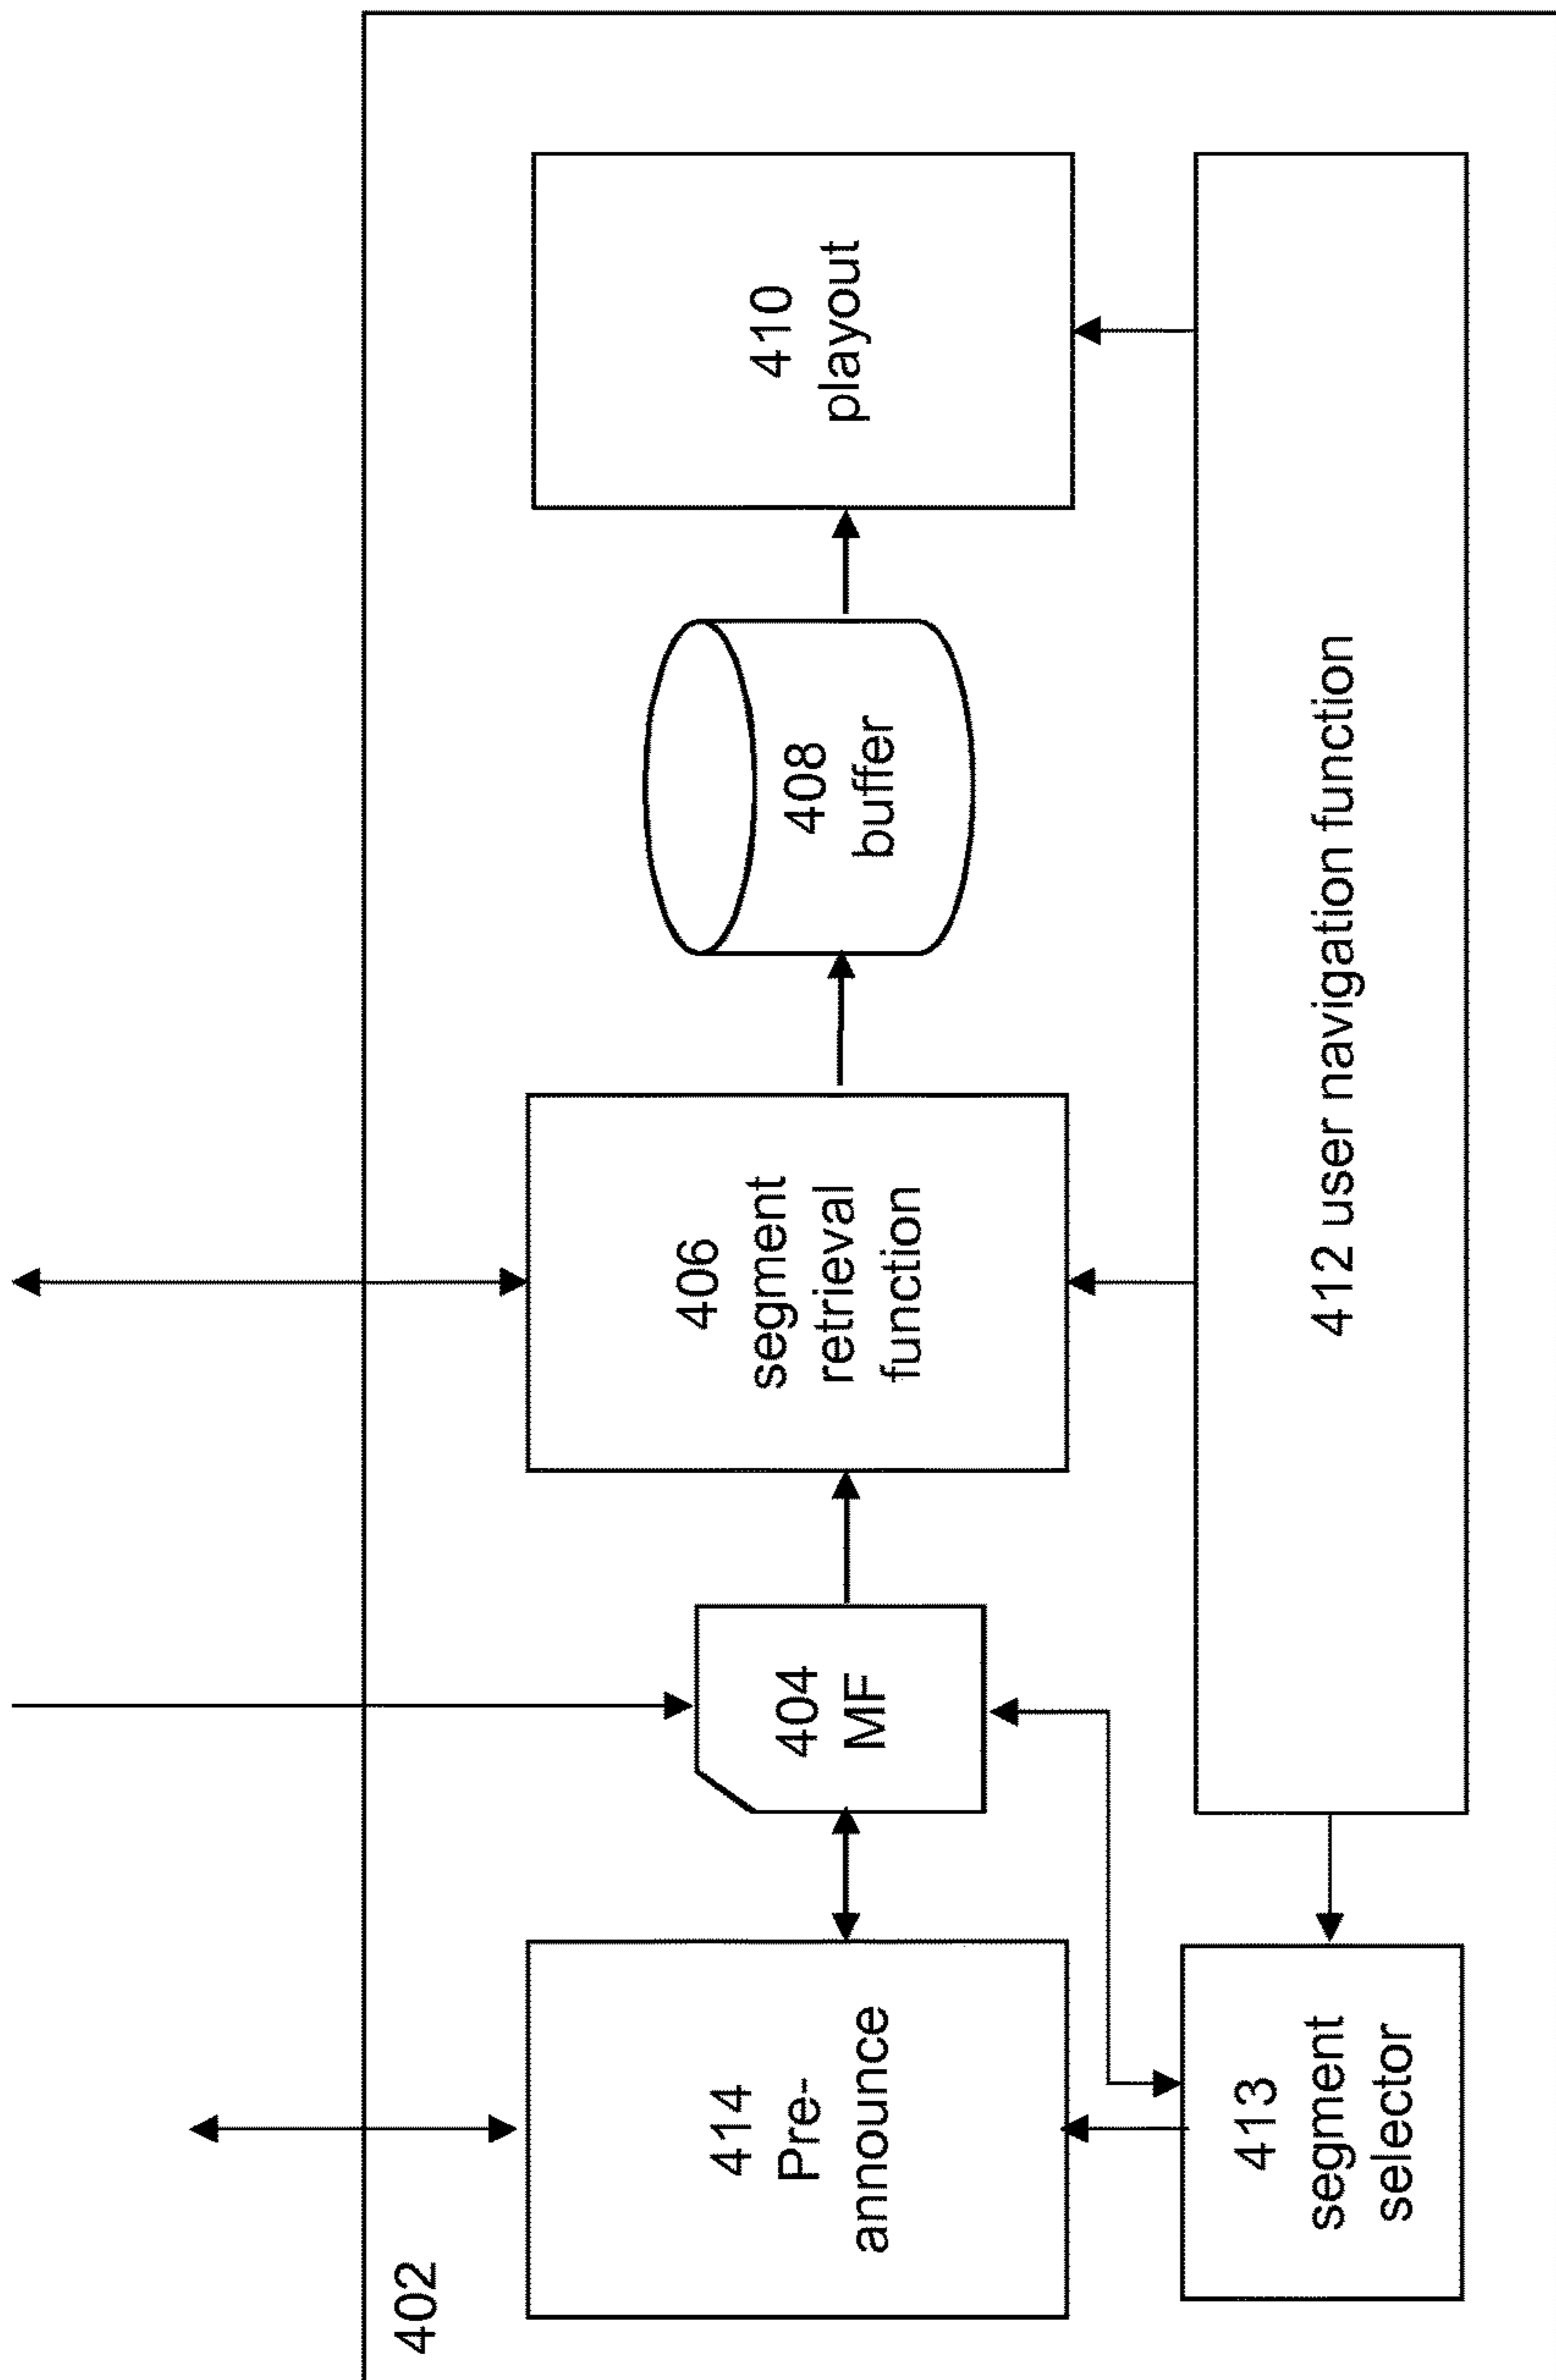 402
414
Pre-
announce
404
MF
406
segment
retrieval
function
408
buffer
410
playout
413
segment
selector
412 user navigation function